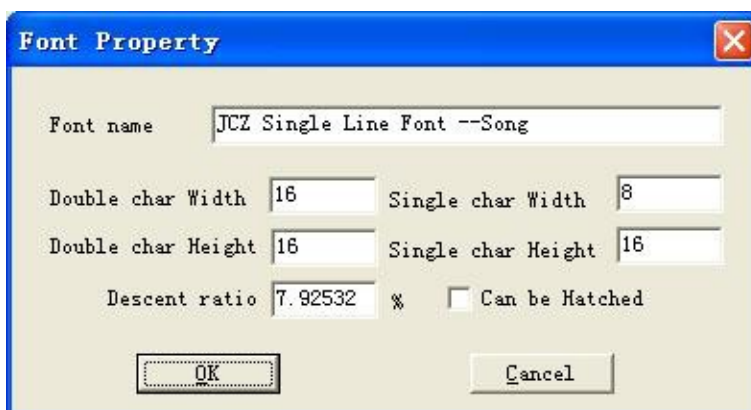 Font Property
Font name JCZ Single Line Font --Song
Double char Width 16 Single char Width 8
Double char Height 16 Single char Height 16
Descent ratio 7.92532 % Can be Hatched
OK Cancel